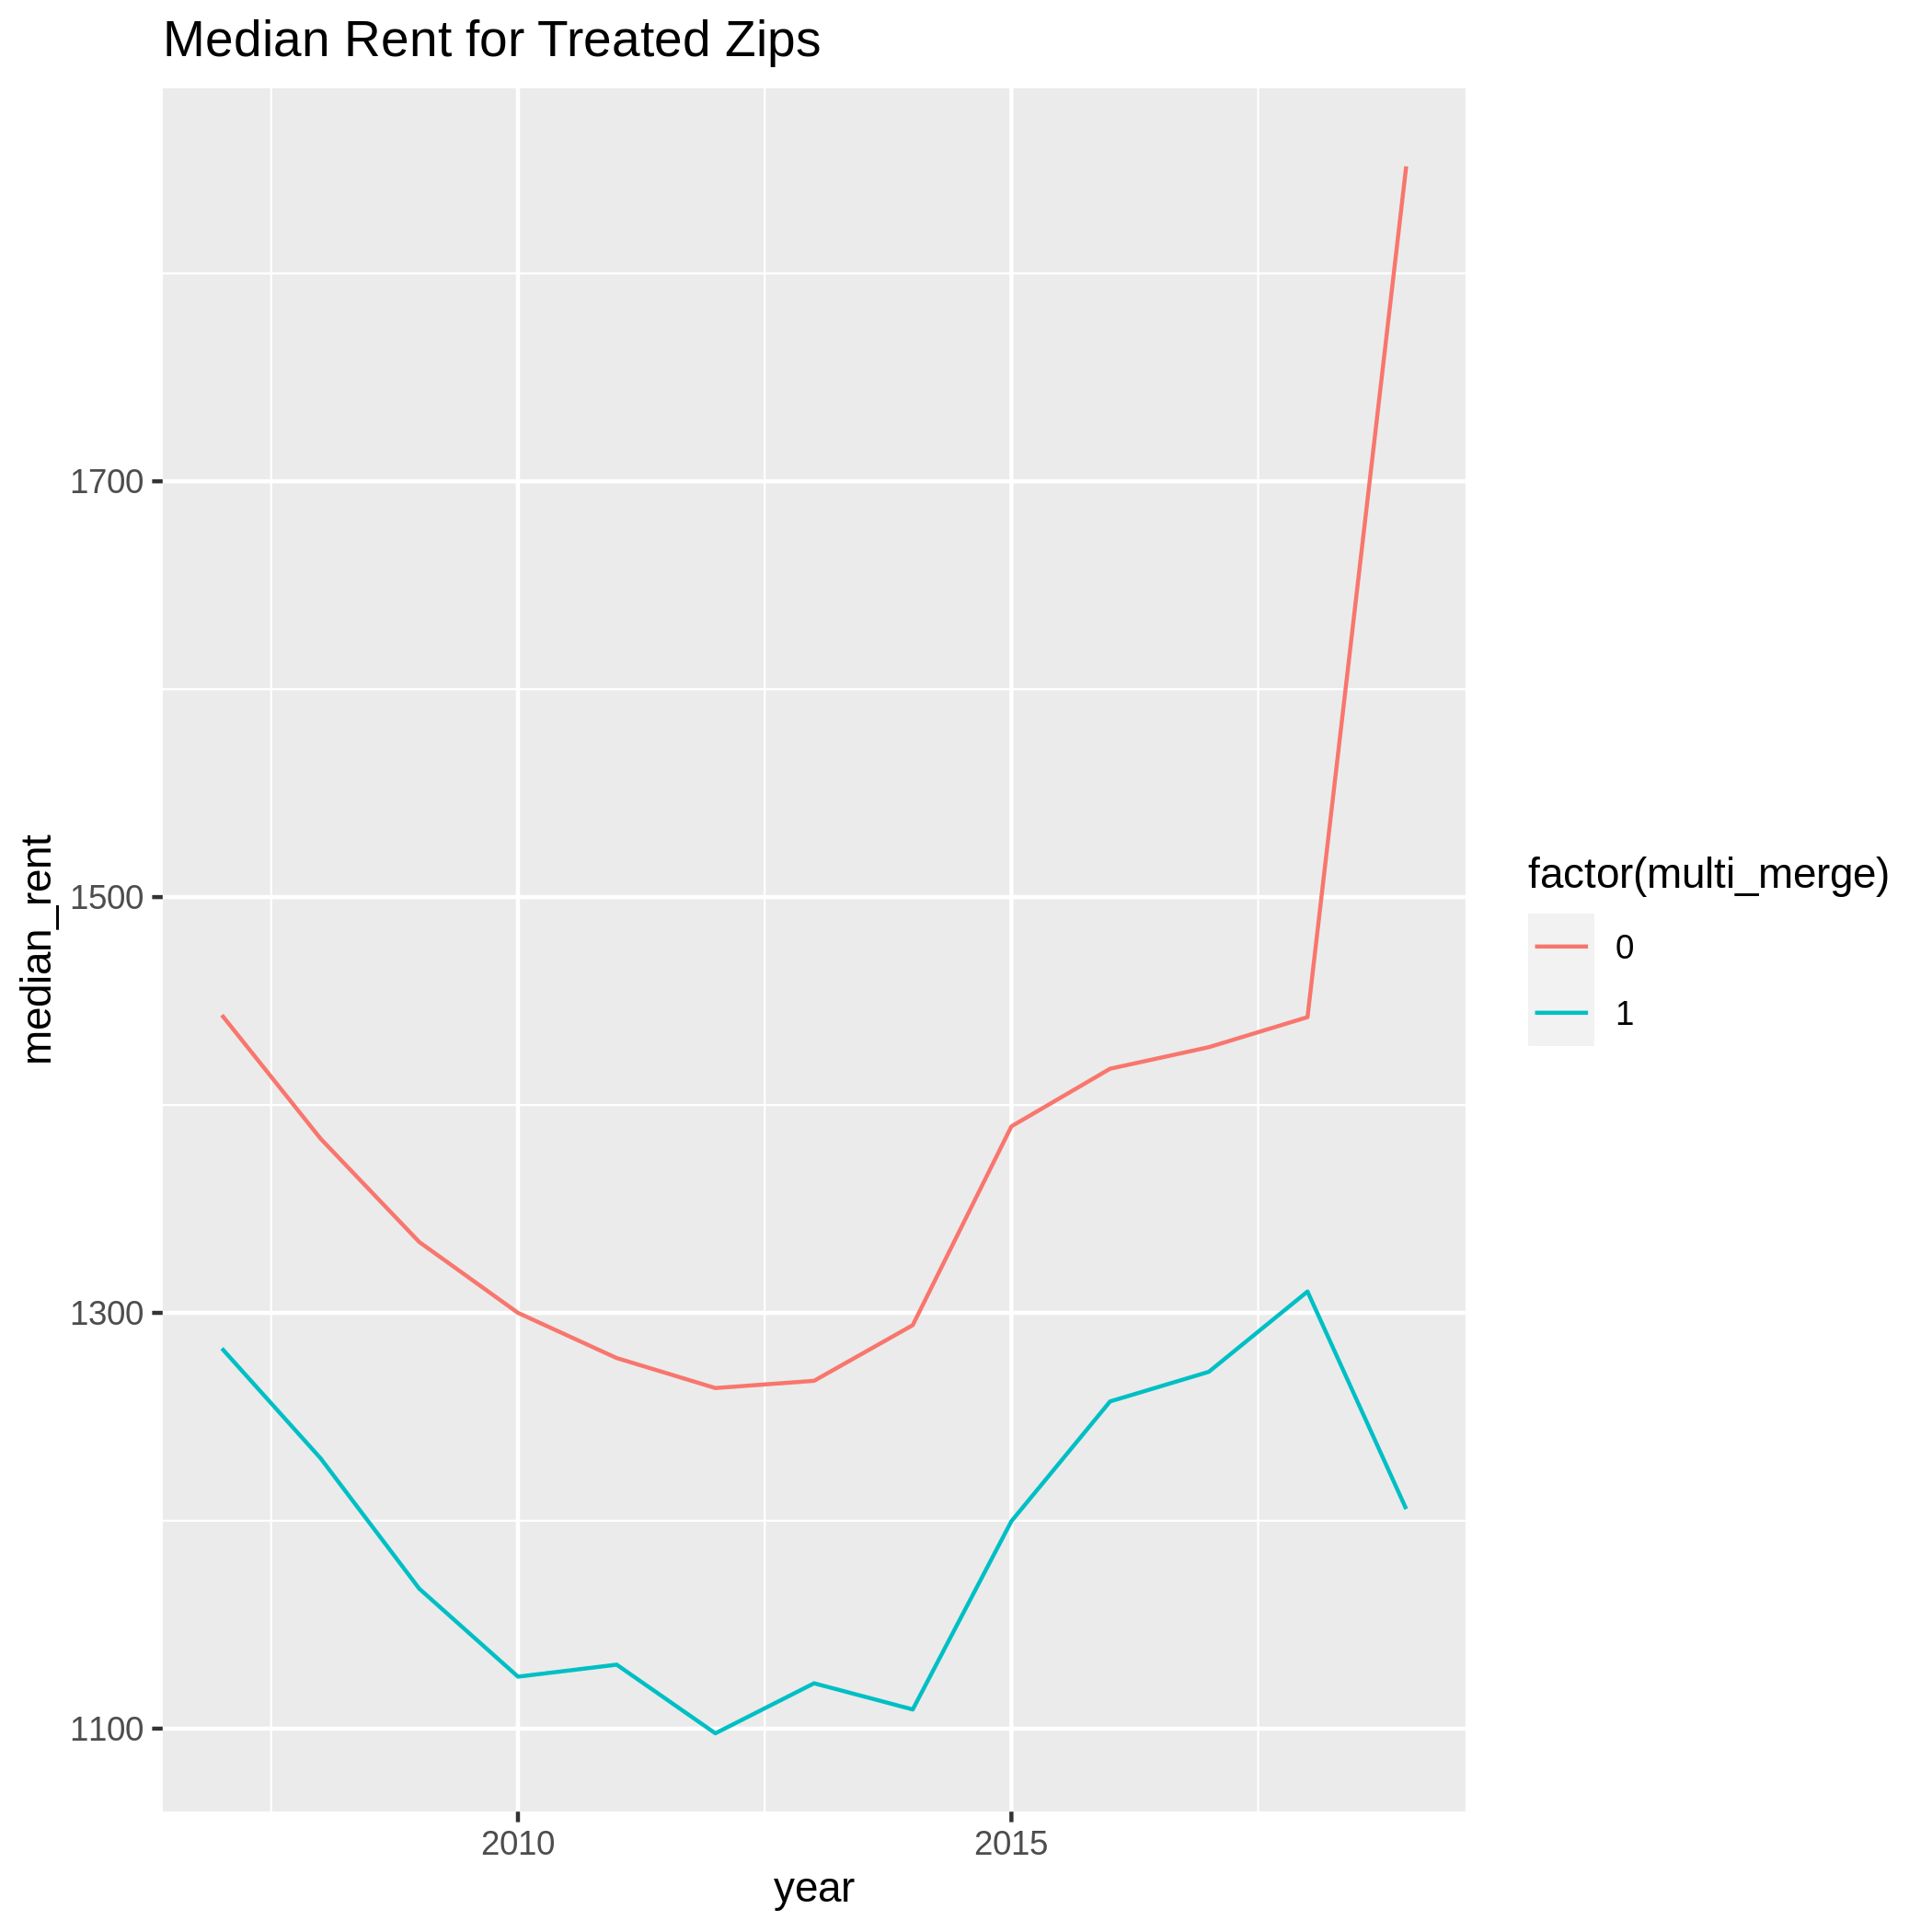 Median Rent for Treated Zips
median_rent
1700
1500
1300
1100
2010
2015
year
factor(multi_merge)
0
1